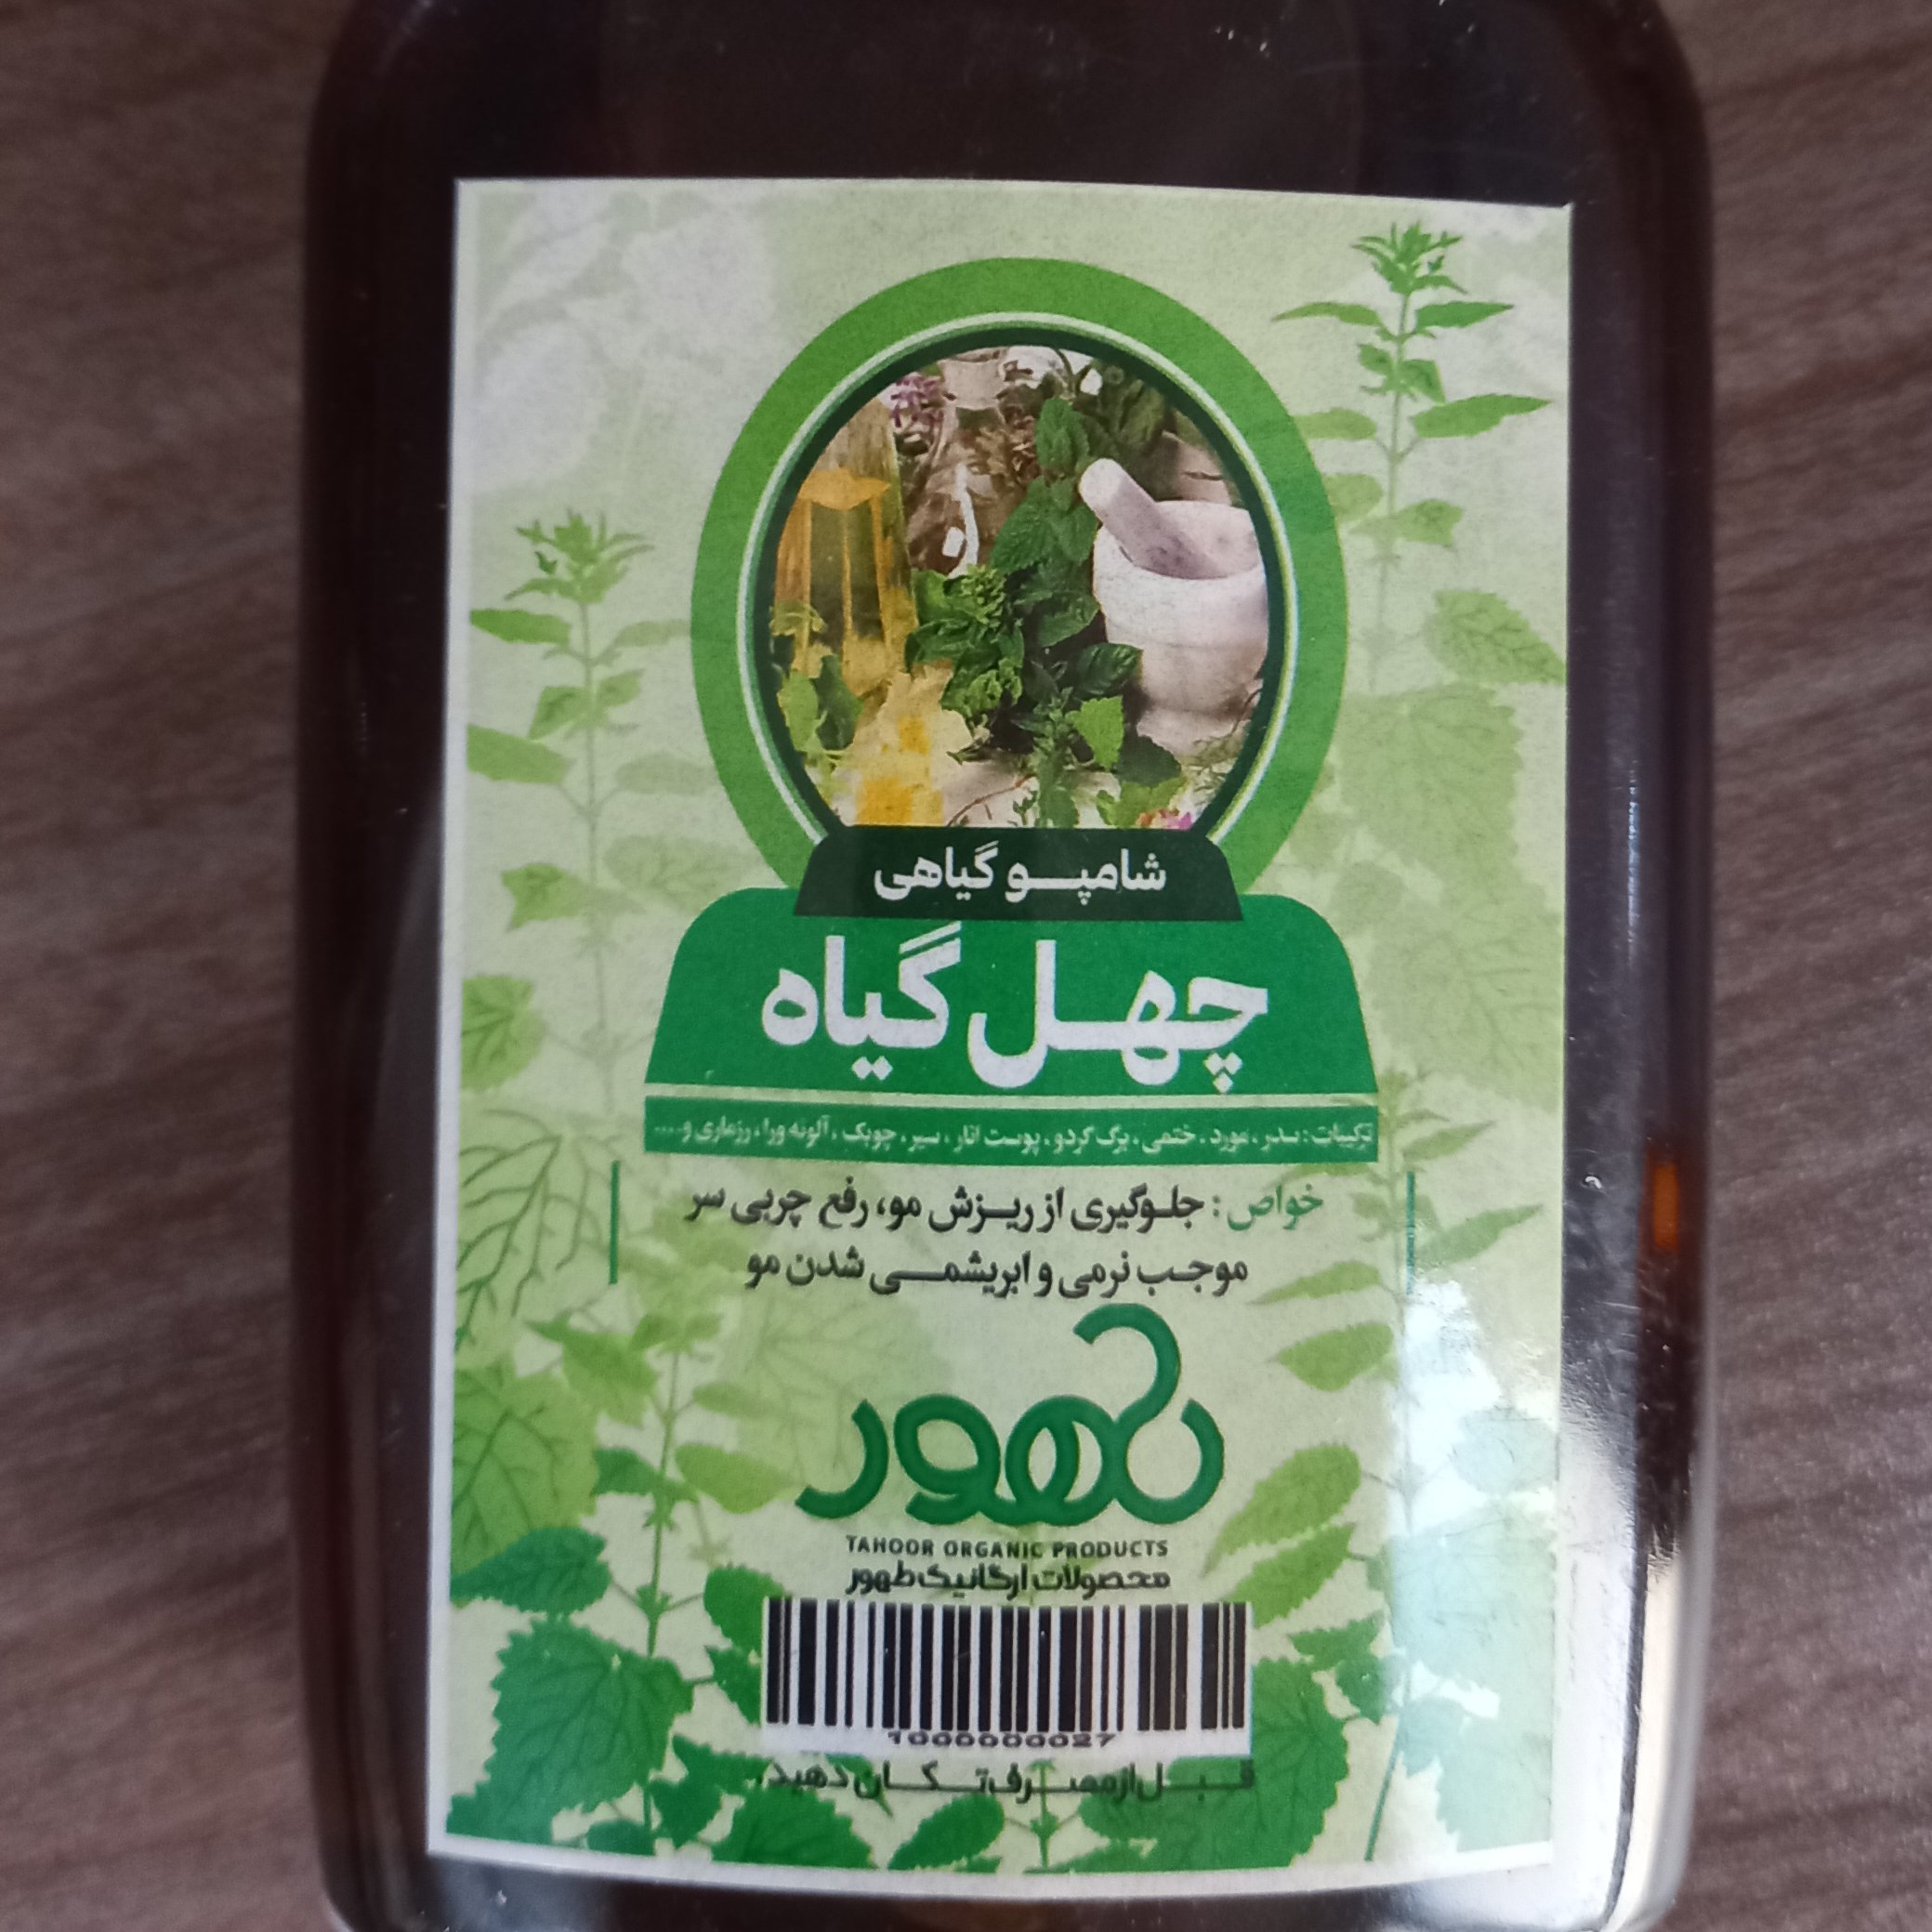 شامپو گیاهی
چهل گیاه
ترکیبات : سدر ، مورد ، ختمی ، برگ گردو ، پوست انار ، سیر ، چوبک ، آلوئه ورا ، رزماری و....
خواص : جلوگیری از ریزش مو، رفع چربی سر
موجب نرمی و ابریشمی شدن مو
طهور
TAHOOR ORGANIC PRODUCTS
محصولات ارگانیک طهور
1000000027
قبل از مصرف تکان دهید.